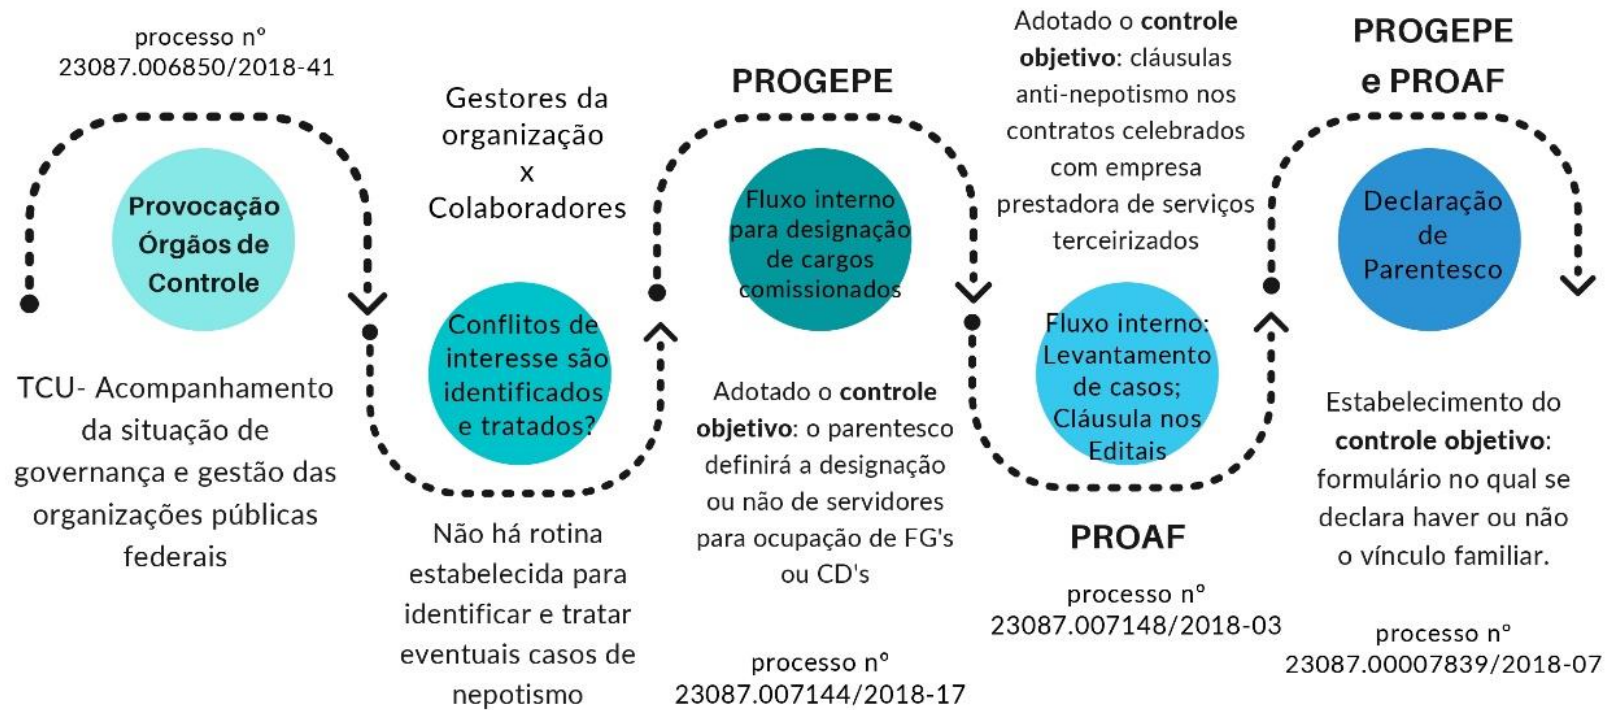 processo nº
23087.006850/2018-41
Provocação
Órgãos de
Controle
TCU- Acompanhamento
da situação de
governança e gestão das
organizações públicas
federais
Gestores da
organização
x
Colaboradores
Conflitos de
interesse são
identificados
e tratados?
Não há rotina
estabelecida para
identificar e tratar
eventuais casos de
nepotismo
PROGEPE
Fluxo interno
para designação
de cargos
comissionados
Adotado o controle
objetivo: o parentesco
definirá a designação
ou não de servidores
para ocupação de FG's
ou CD's
processo nº
23087.007144/2018-17
Adotado o controle
objetivo: cláusulas
anti-nepotismo nos
contratos celebrados
com empresa
prestadora de serviços
terceirizados
Fluxo interno:
Levantamento
de casos;
Cláusula nos
Editais
PROAF
processo nº
23087.007148/2018-03
PROGEPE
e PROAF
Declaração
de
Parentesco
Estabelecimento do
controle objetivo:
formulário no qual se
declara haver ou não
o vínculo familiar.
processo nº
23087.00007839/2018-07